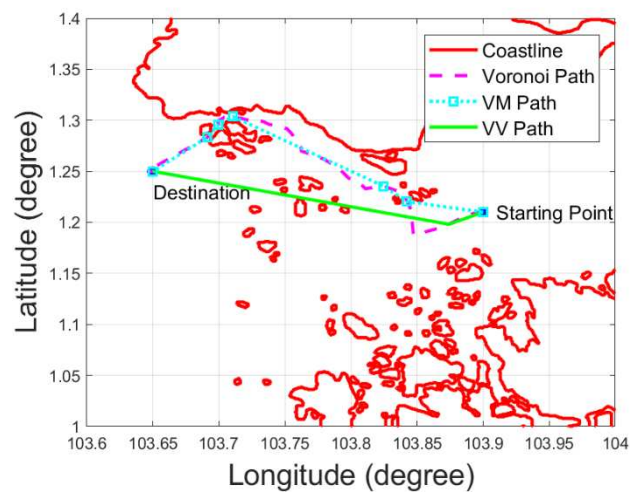 1.4
1.35
1.3
1.25
1.2
1.15
1.1
1.05
1
Latitude (degree)
Coastline
Voronoi Path
VM Path
VV Path
Destination
Starting Point
103.6
103.65
103.7
103.75
103.8
103.85
103.9
103.95
104
Longitude (degree)